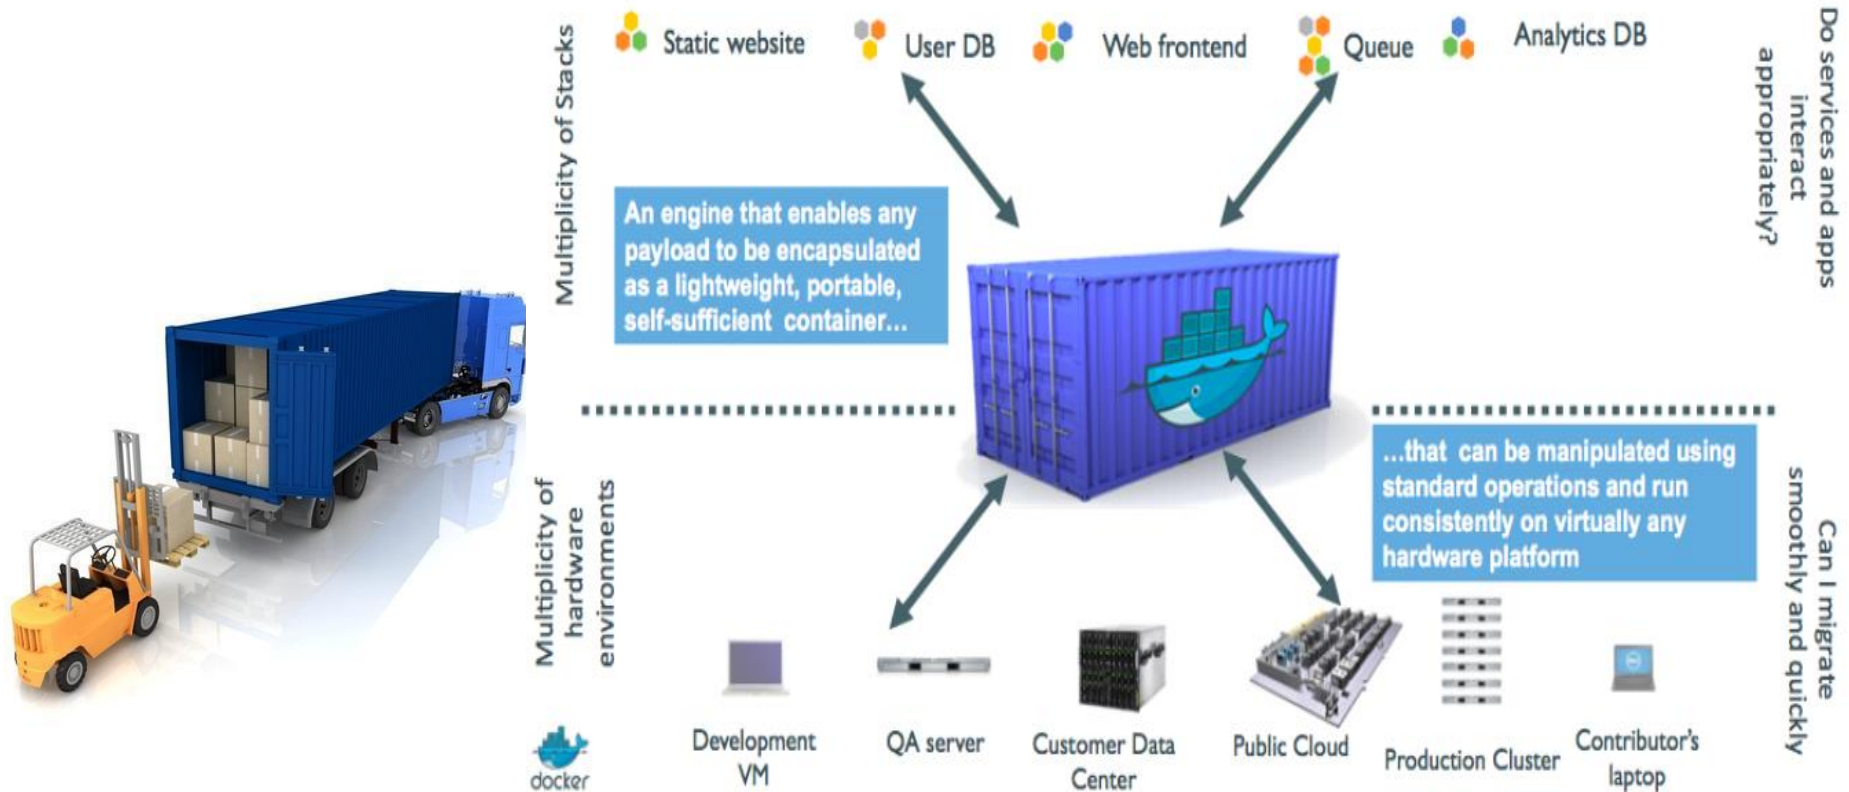 Static website
User DB
Web frontend
Queue
Analytics DB
Multiplicity of Stacks
Do services and apps
interact
appropriately?
An engine that enables any
payload to be encapsulated
as a lightweight, portable,
self-sufficient container...
...that can be manipulated using
standard operations and run
consistently on virtually any
hardware platform
Multiplicity of
hardware
environments
Can I migrate
smoothly and quickly
Development
VM
QA server
Customer Data
Center
Public Cloud
Production Cluster
Contributor's
laptop
docker